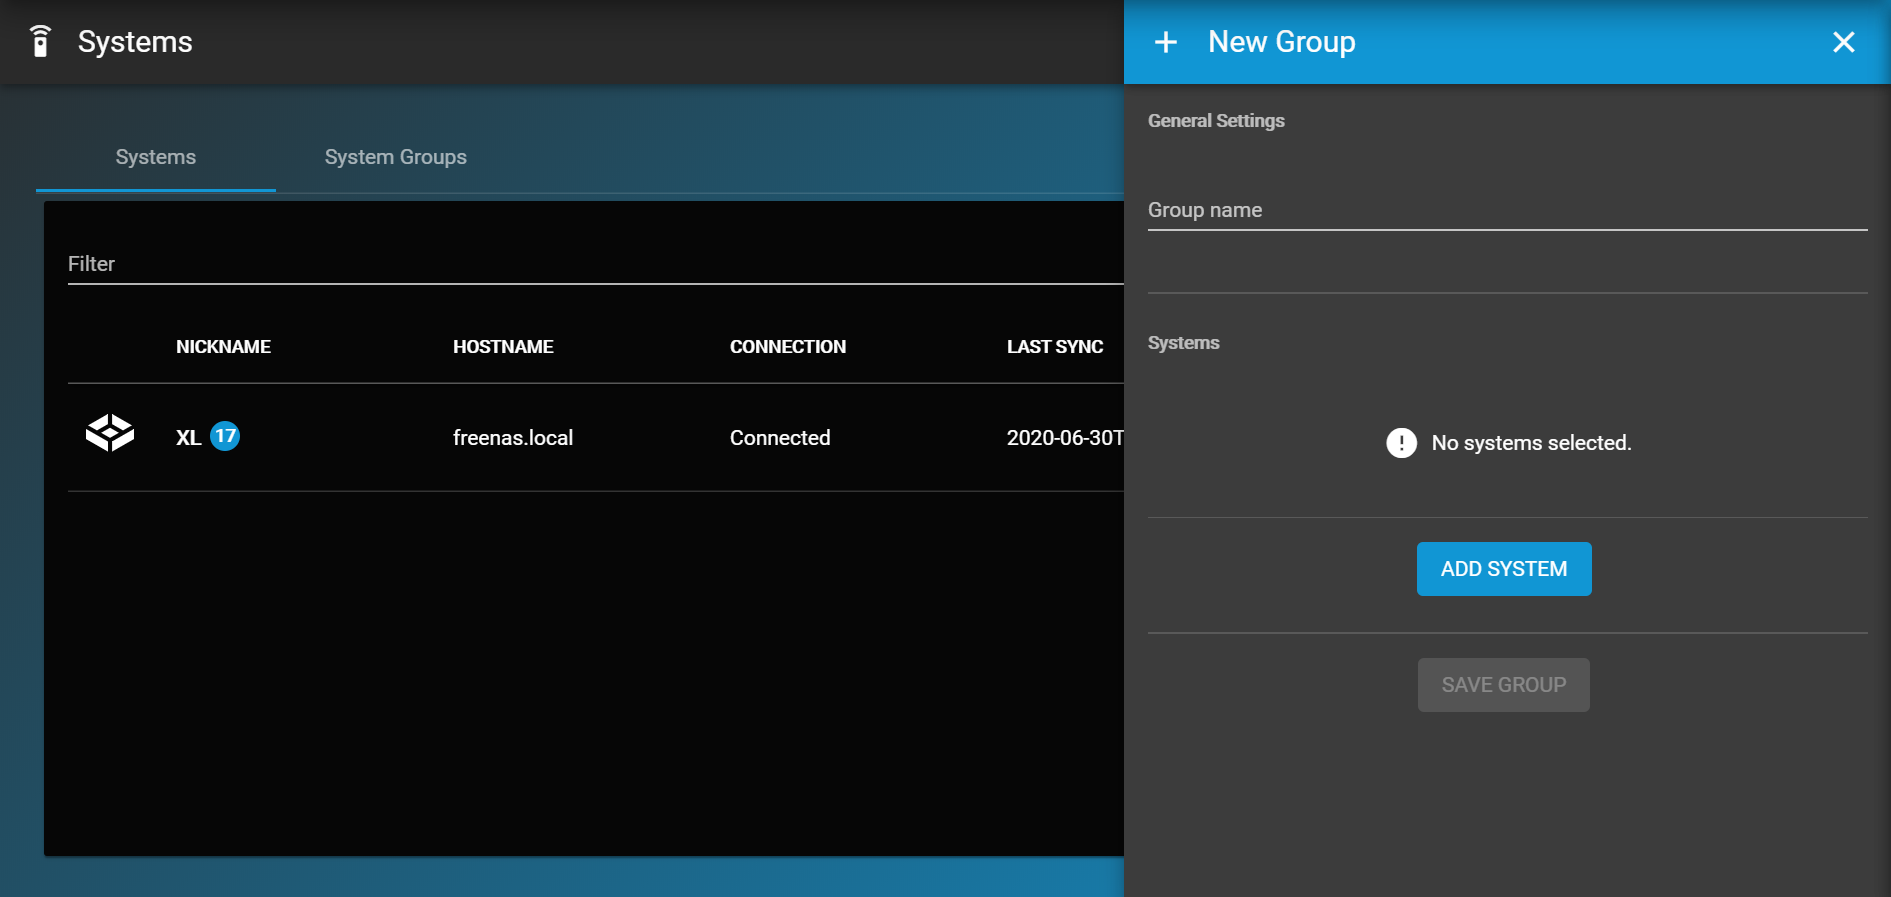 Systems
New Group
Systems
System Groups
Filter
NICKNAME HOSTNAME CONNECTION LAST SYNC
XL 17 freenas.local Connected 2020-06-30T
General Settings
Group name
Systems
No systems selected.
ADD SYSTEM
SAVE GROUP